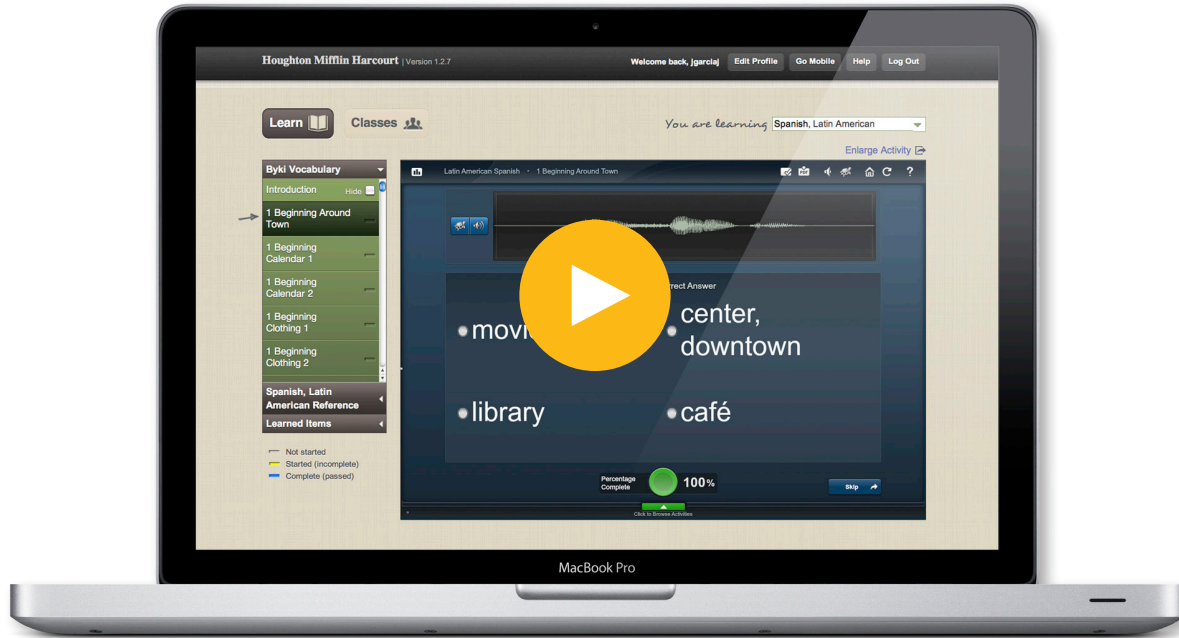 Houghton Mifflin Harcourt | Version 1.2.7
Welcome back, jgarciaj
Edit Profile
Go Mobile
Help
Log Out
Learn
Classes
You are learning
Spanish, Latin American
Enlarge Activity
Byki Vocabulary
Introduction
Hide
1 Beginning Around
Town
1 Beginning
Calendar 1
1 Beginning
Calendar 2
1 Beginning
Clothing 1
1 Beginning
Clothing 2
Spanish, Latin
American Reference
Learned Items
Not started
Started (incomplete)
Complete (passed)
Latin American Spanish • 1 Beginning Around Town
?
Answer
center,
downtown
library
café
Percentage
Complete
100%
Skip
Click to Browse Activities
MacBook Pro